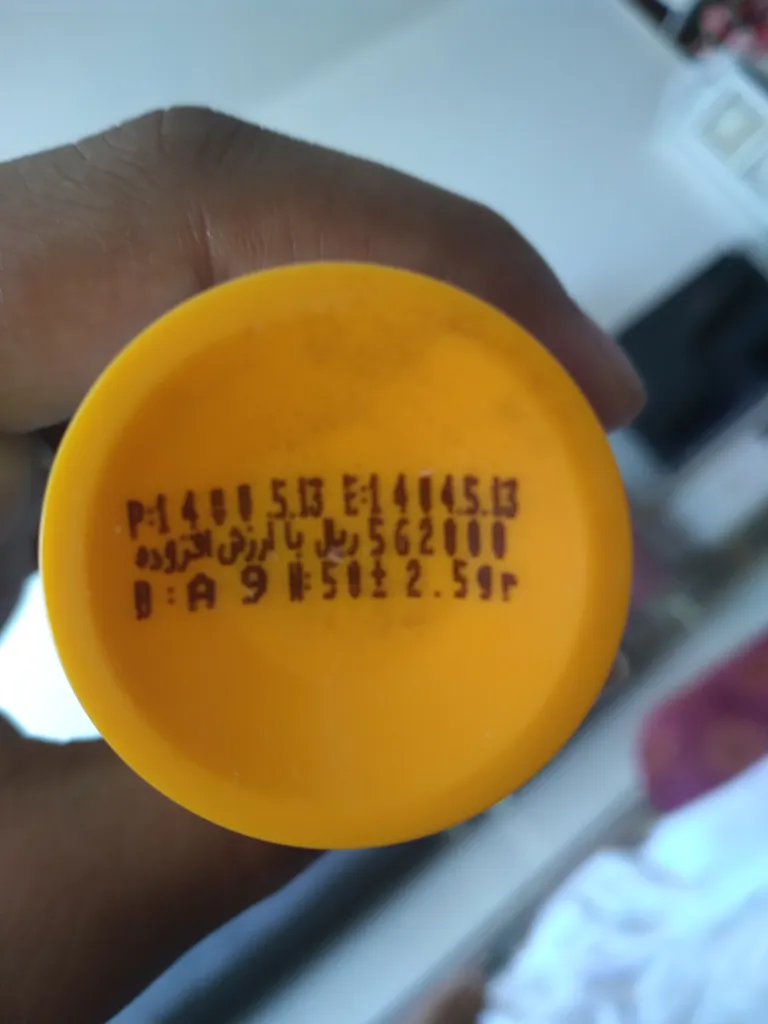 P:1400.5.13 E:1404.5.13
562000 ریال با ارزش افزوده
B:A9 N:50± 2.5gr